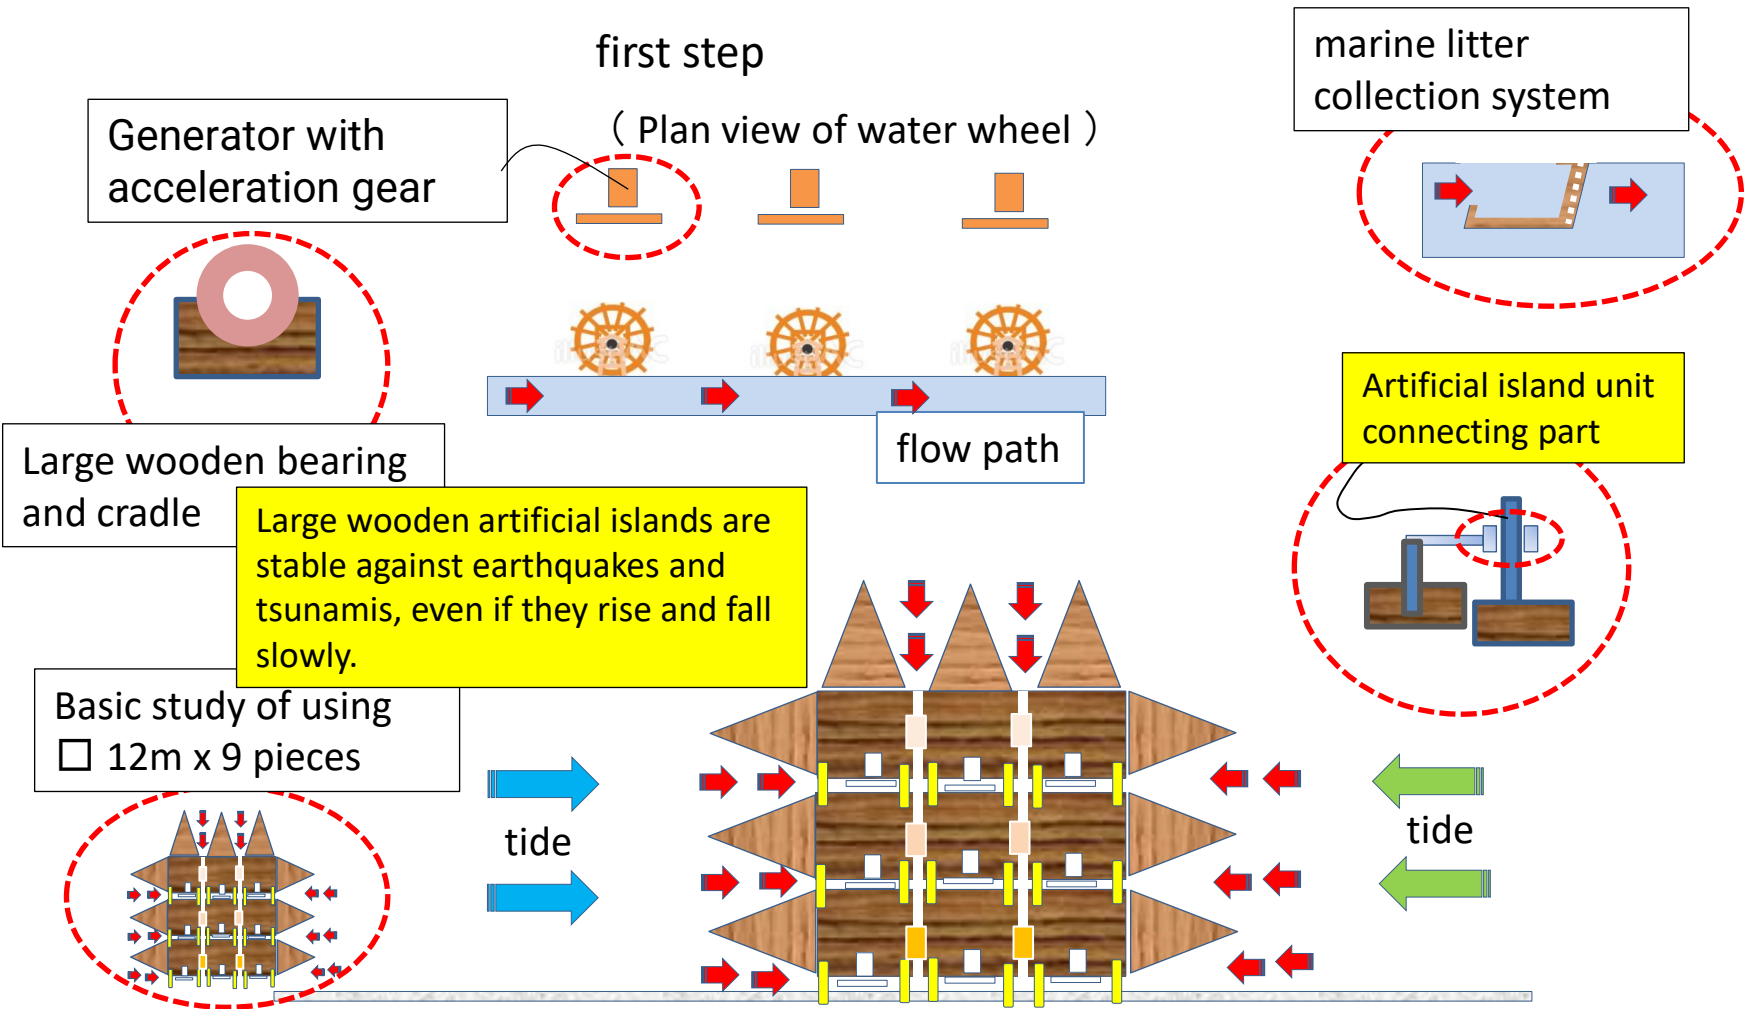 first step
（ Plan view of water wheel ）
marine litter
collection system
Generator with
acceleration gear
Large wooden bearing
and cradle
flow path
Artificial island unit
connecting part
Large wooden artificial islands are
stable against earthquakes and
tsunamis, even if they rise and fall
slowly.
Basic study of using
□ 12m x 9 pieces
tide
tide